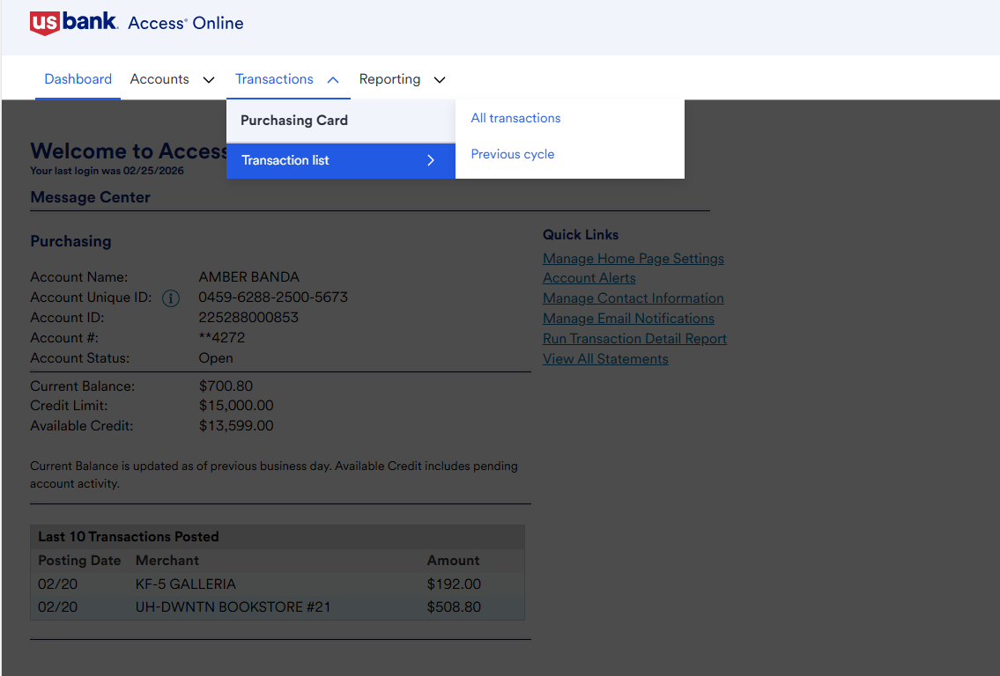 usbank. Access® Online
Dashboard Accounts Transactions Reporting
Purchasing Card
Transaction list
All transactions
Previous cycle
Welcome to Access
Your last login was 02/25/2026
Message Center
Purchasing
Account Name: AMBER BANDA
Account Unique ID: i 0459-6288-2500-5673
Account ID: 225288000853
Account #: **4272
Account Status: Open
Current Balance: $700.80
Credit Limit: $15,000.00
Available Credit: $13,599.00
Current Balance is updated as of previous business day. Available Credit includes pending
account activity.
Last 10 Transactions Posted
Posting Date Merchant Amount
02/20 KF-5 GALLERIA $192.00
02/20 UH-DWNTN BOOKSTORE #21 $508.80
Quick Links
Manage Home Page Settings
Account Alerts
Manage Contact Information
Manage Email Notifications
Run Transaction Detail Report
View All Statements